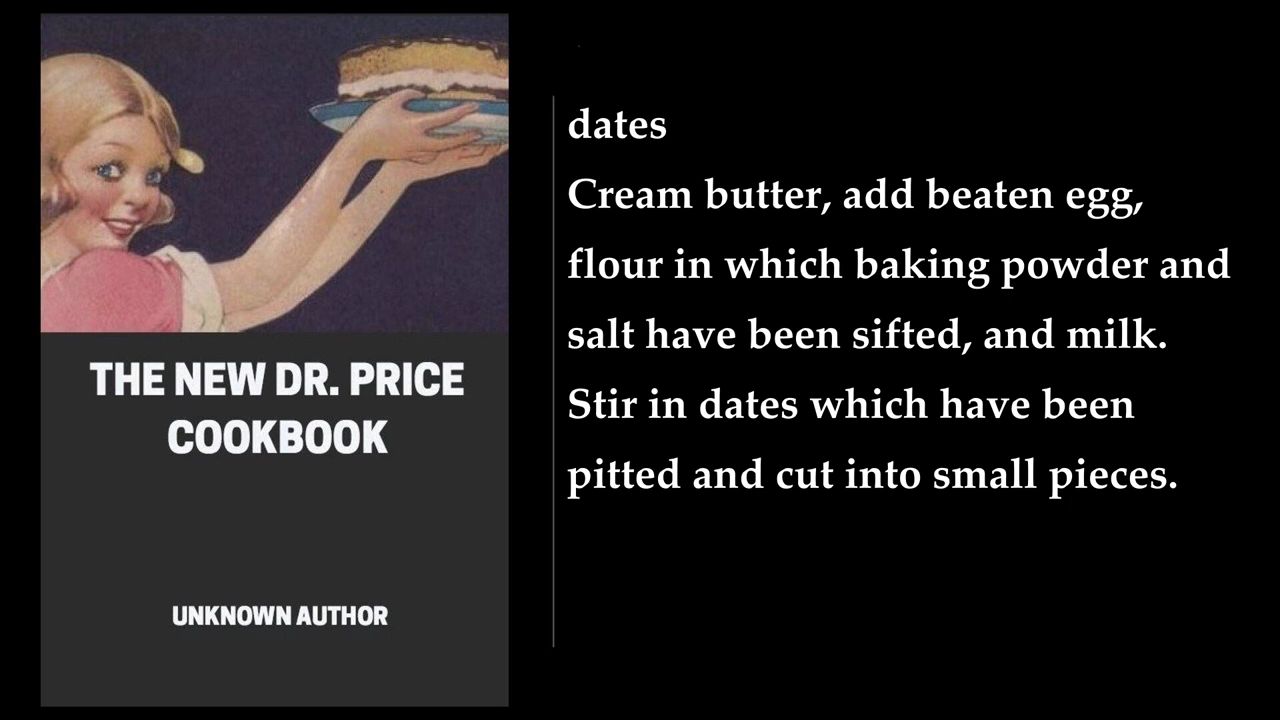 THE NEW DR. PRICE
COOKBOOK
UNKNOWN AUTHOR
dates
Cream butter, add beaten egg,
flour in which baking powder and
salt have been sifted, and milk.
Stir in dates which have been
pitted and cut into small pieces.